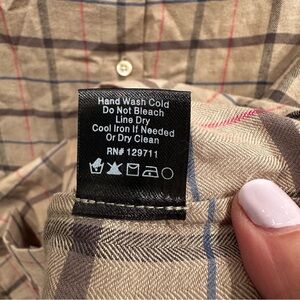 Hand Wash Cold
Do Not Bleach
Line Dry
Cool Iron If Needed
Or Dry Clean
RN# 129711